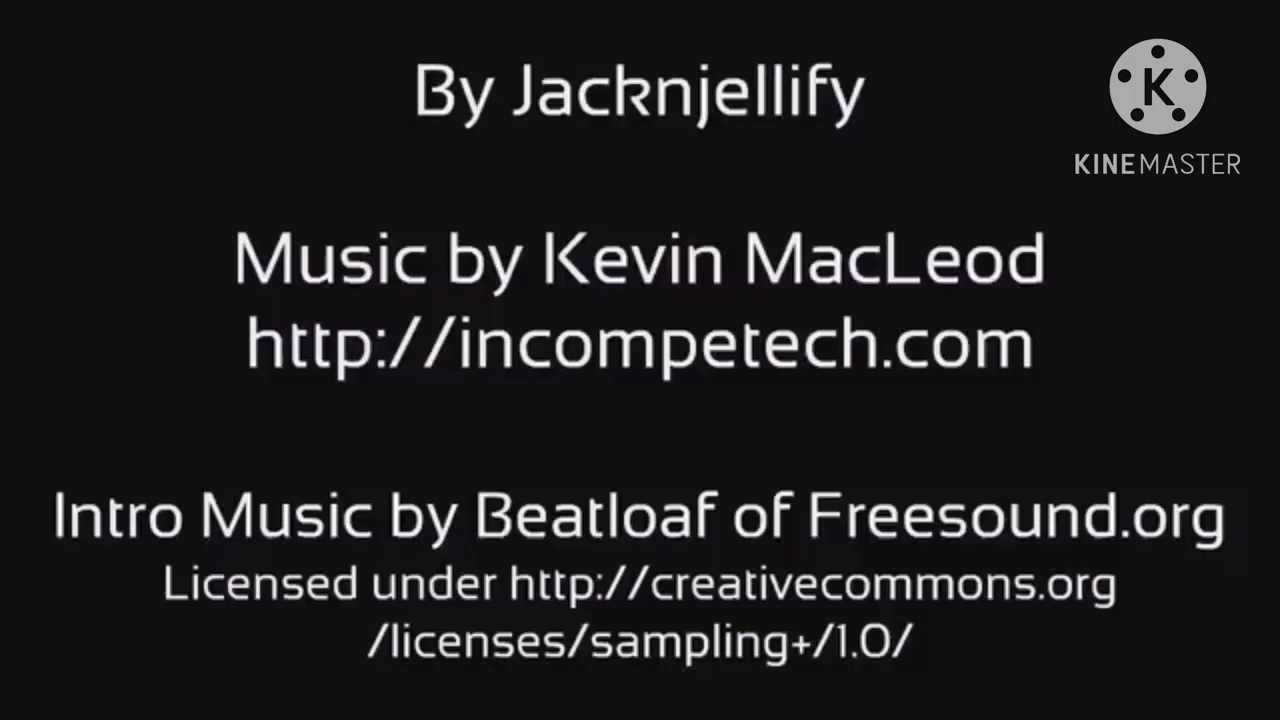 By Jacknjellify
K
KINEMASTER
Music by Kevin MacLeod
http://incompetech.com
Intro Music by Beatloaf of Freesound.org
Licensed under http://creativecommons.org
/licenses/sampling+/1.0/